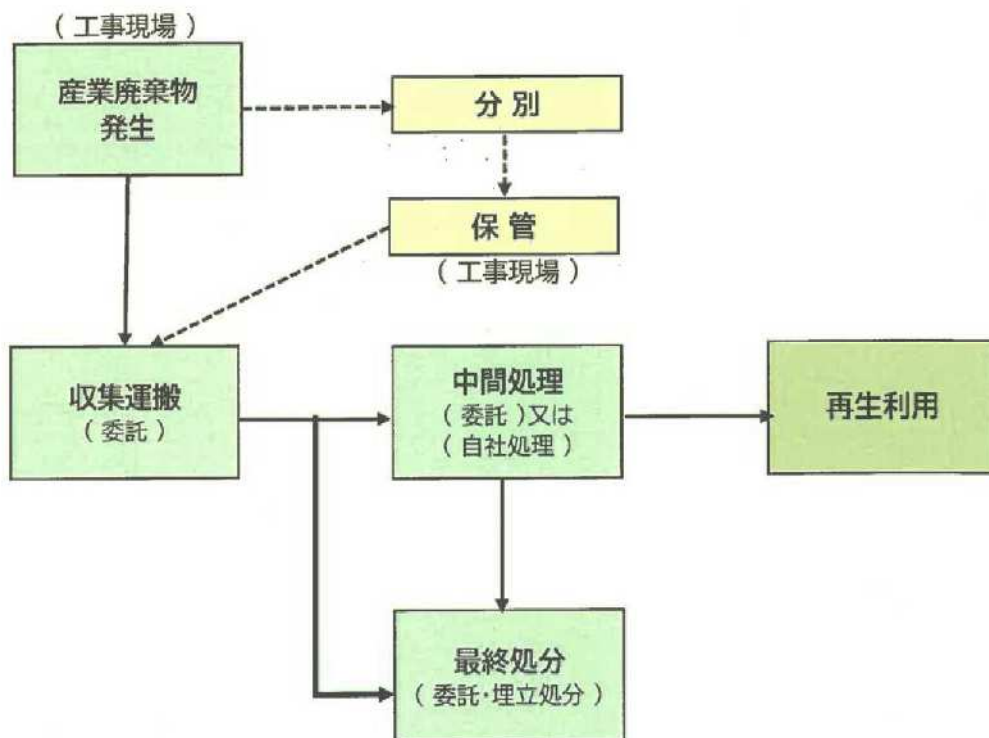 （工事現場）
産業廃棄物
発生
分別
保管
（工事現場）
収集運搬
（委託）
中間処理
（委託）又は
（自社処理）
再生利用
最終処分
（委託・埋立処分）